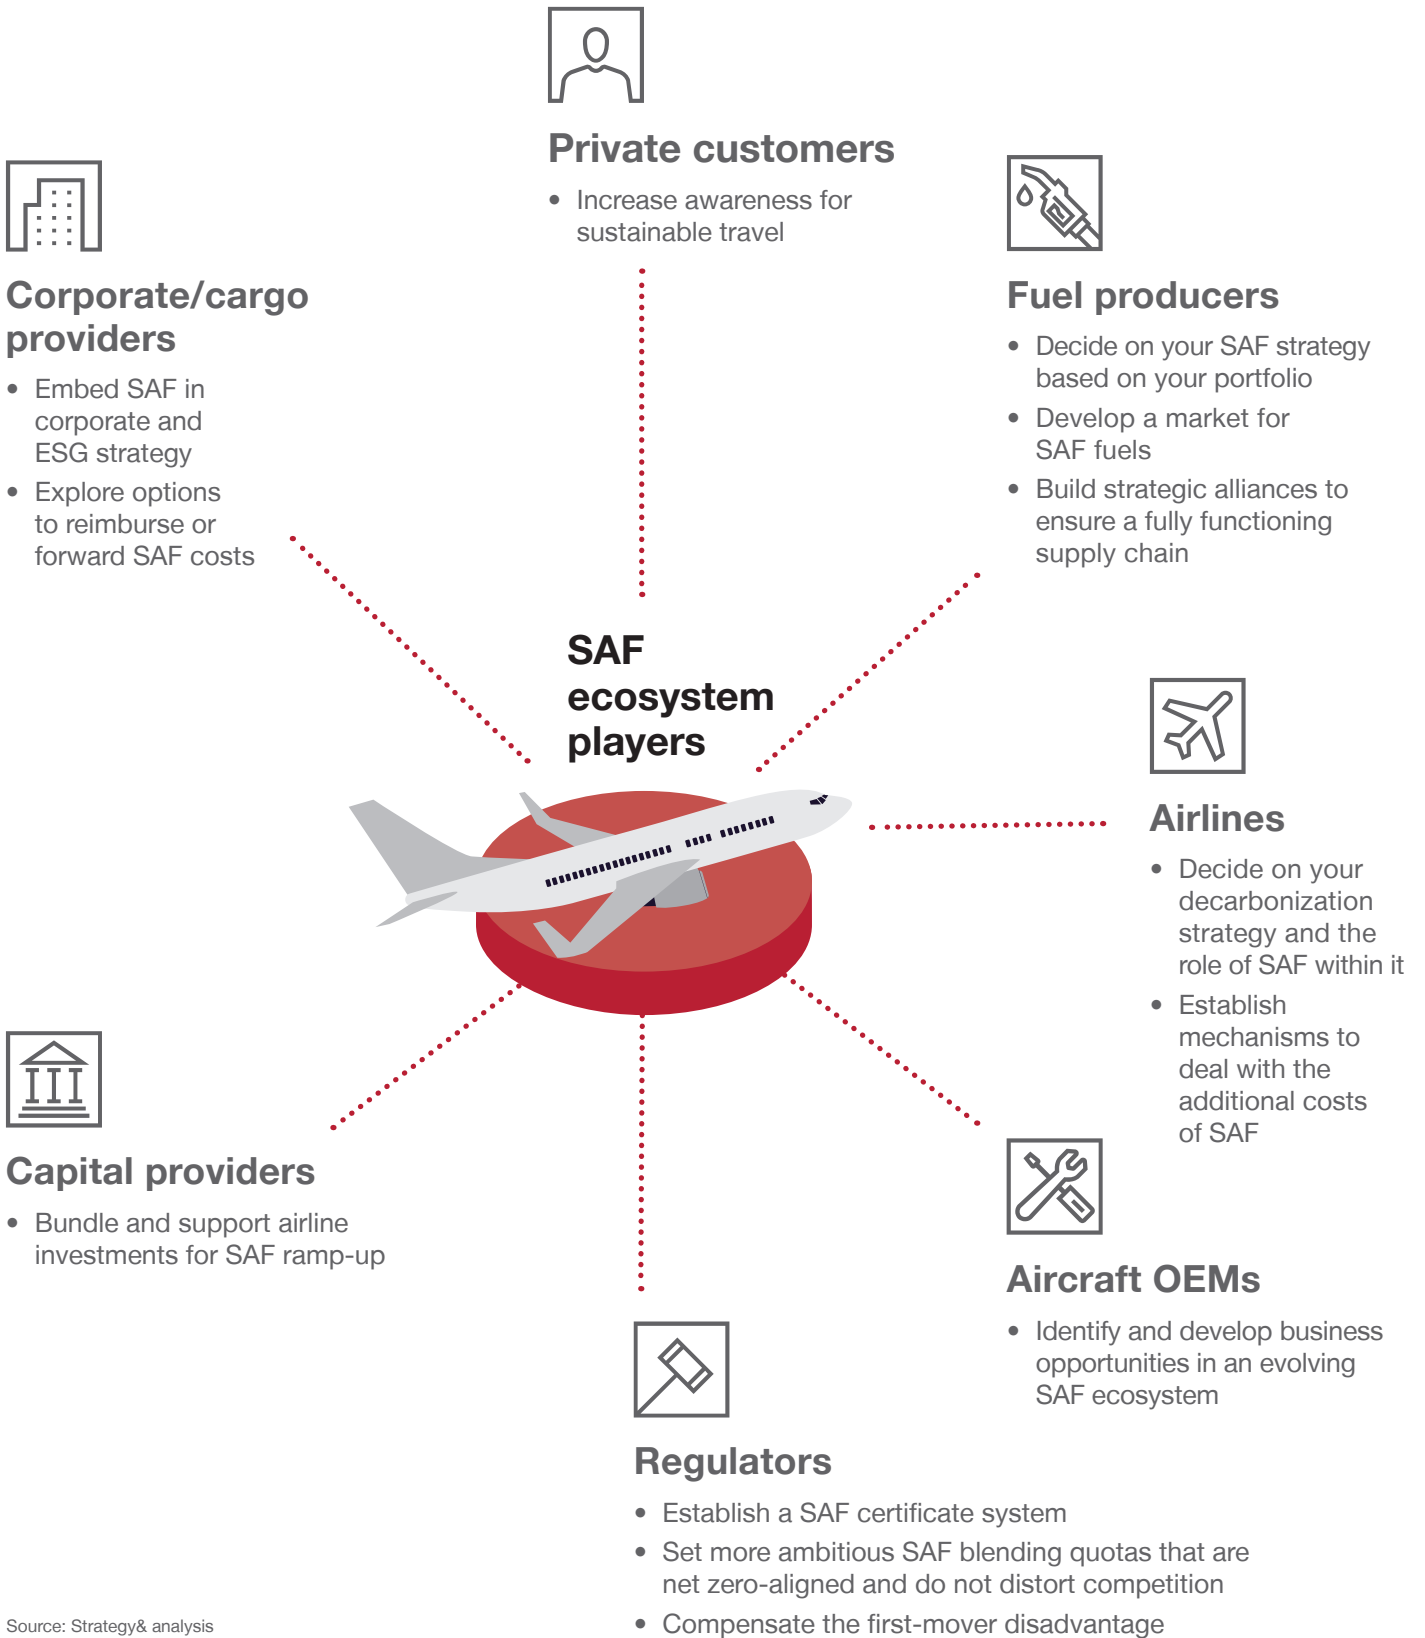 Private customers
• Increase awareness for
sustainable travel
Corporate/cargo
providers
• Embed SAF in
corporate and
ESG strategy
• Explore options
to reimburse or
forward SAF costs
Fuel producers
• Decide on your SAF strategy
based on your portfolio
• Develop a market for
SAF fuels
• Build strategic alliances to
ensure a fully functioning
supply chain
SAF
ecosystem
players
Airlines
• Decide on your
decarbonization
strategy and the
role of SAF within it
• Establish
mechanisms to
deal with the
additional costs
of SAF
Capital providers
• Bundle and support airline
investments for SAF ramp-up
Aircraft OEMs
• Identify and develop business
opportunities in an evolving
SAF ecosystem
Regulators
• Establish a SAF certificate system
• Set more ambitious SAF blending quotas that are
net zero-aligned and do not distort competition
• Compensate the first-mover disadvantage
Source: Strategy& analysis